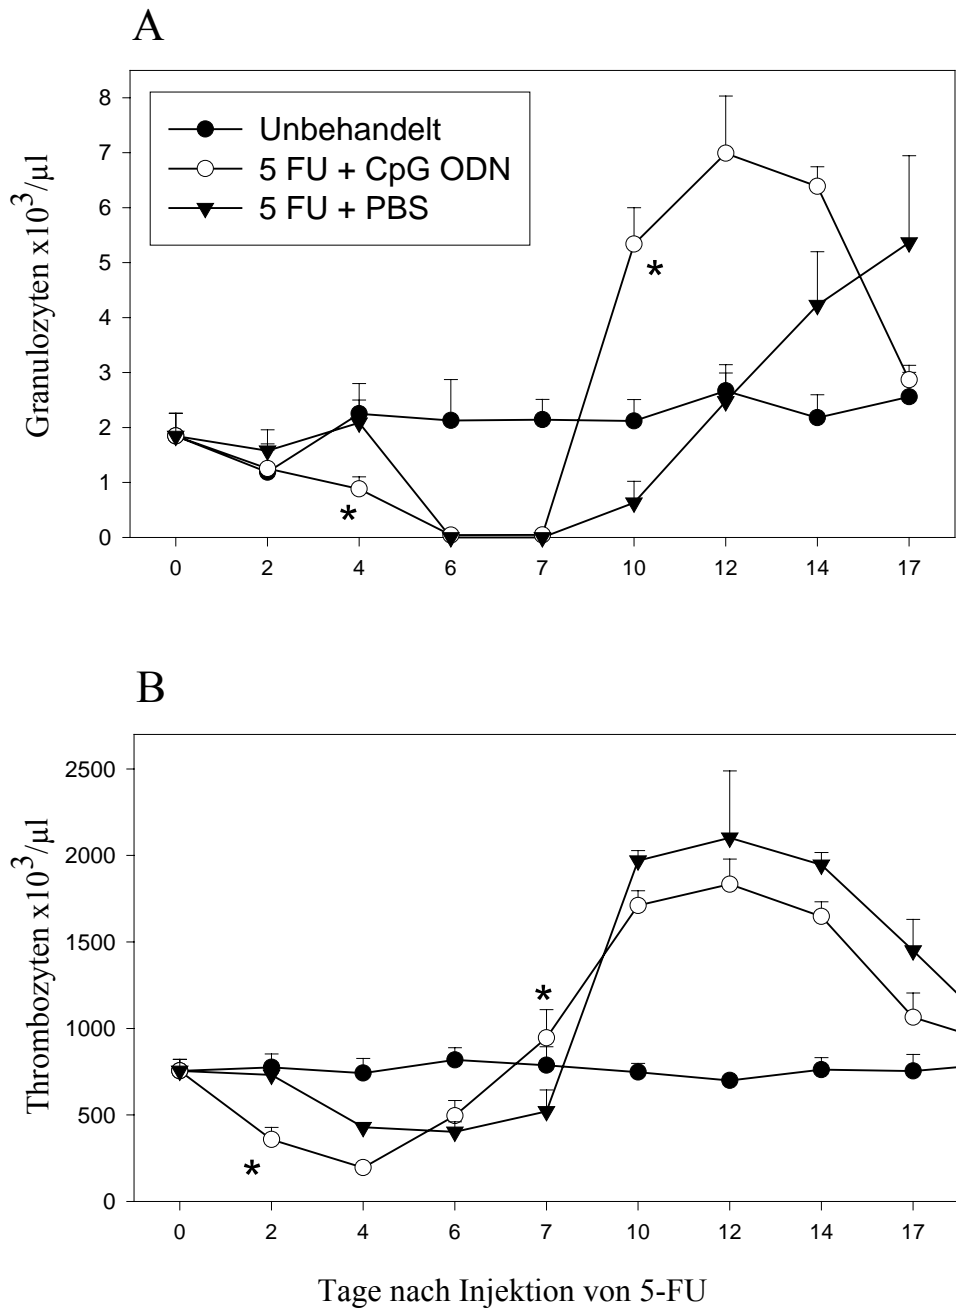 A
Granulozyten x10³/µl
8
7
6
5
4
3
2
1
0
Unbehandelt
5 FU + CpG ODN
5 FU + PBS
*
*
0 2 4 6 7 10 12 14 17
B
Thrombozyten x10³/µl
2500
2000
1500
1000
500
0
*
*
0 2 4 6 7 10 12 14 17
Tage nach Injektion von 5-FU